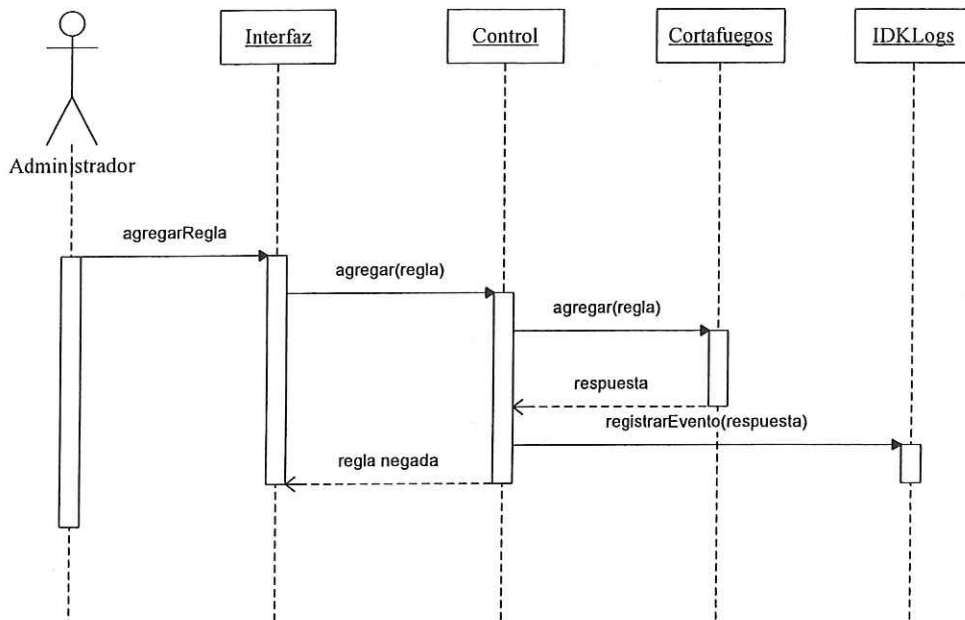 Interfaz
Control
Cortafuegos
IDKLogs
Administrador
agregarRegla
agregar(regla)
agregar(regla)
respuesta
registrarEvento(respuesta)
regla negada